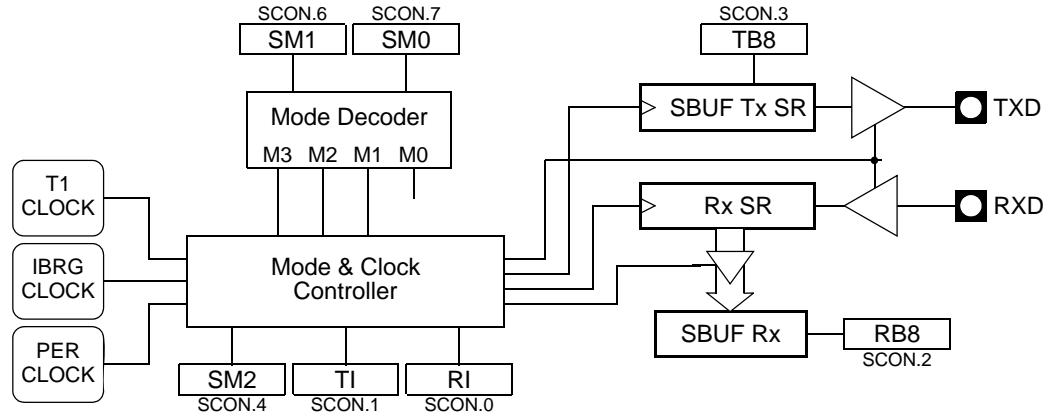 SCON.6 SCON.7 SCON.3
SM1 SM0 TB8
Mode Decoder
M3 M2 M1 M0
SBUF Tx SR
TXD
T1
CLOCK
Rx SR
RXD
IBRG
CLOCK
Mode & Clock
Controller
PER
CLOCK
SBUF Rx
RB8
SCON.2
SM2 TI RI
SCON.4 SCON.1 SCON.0